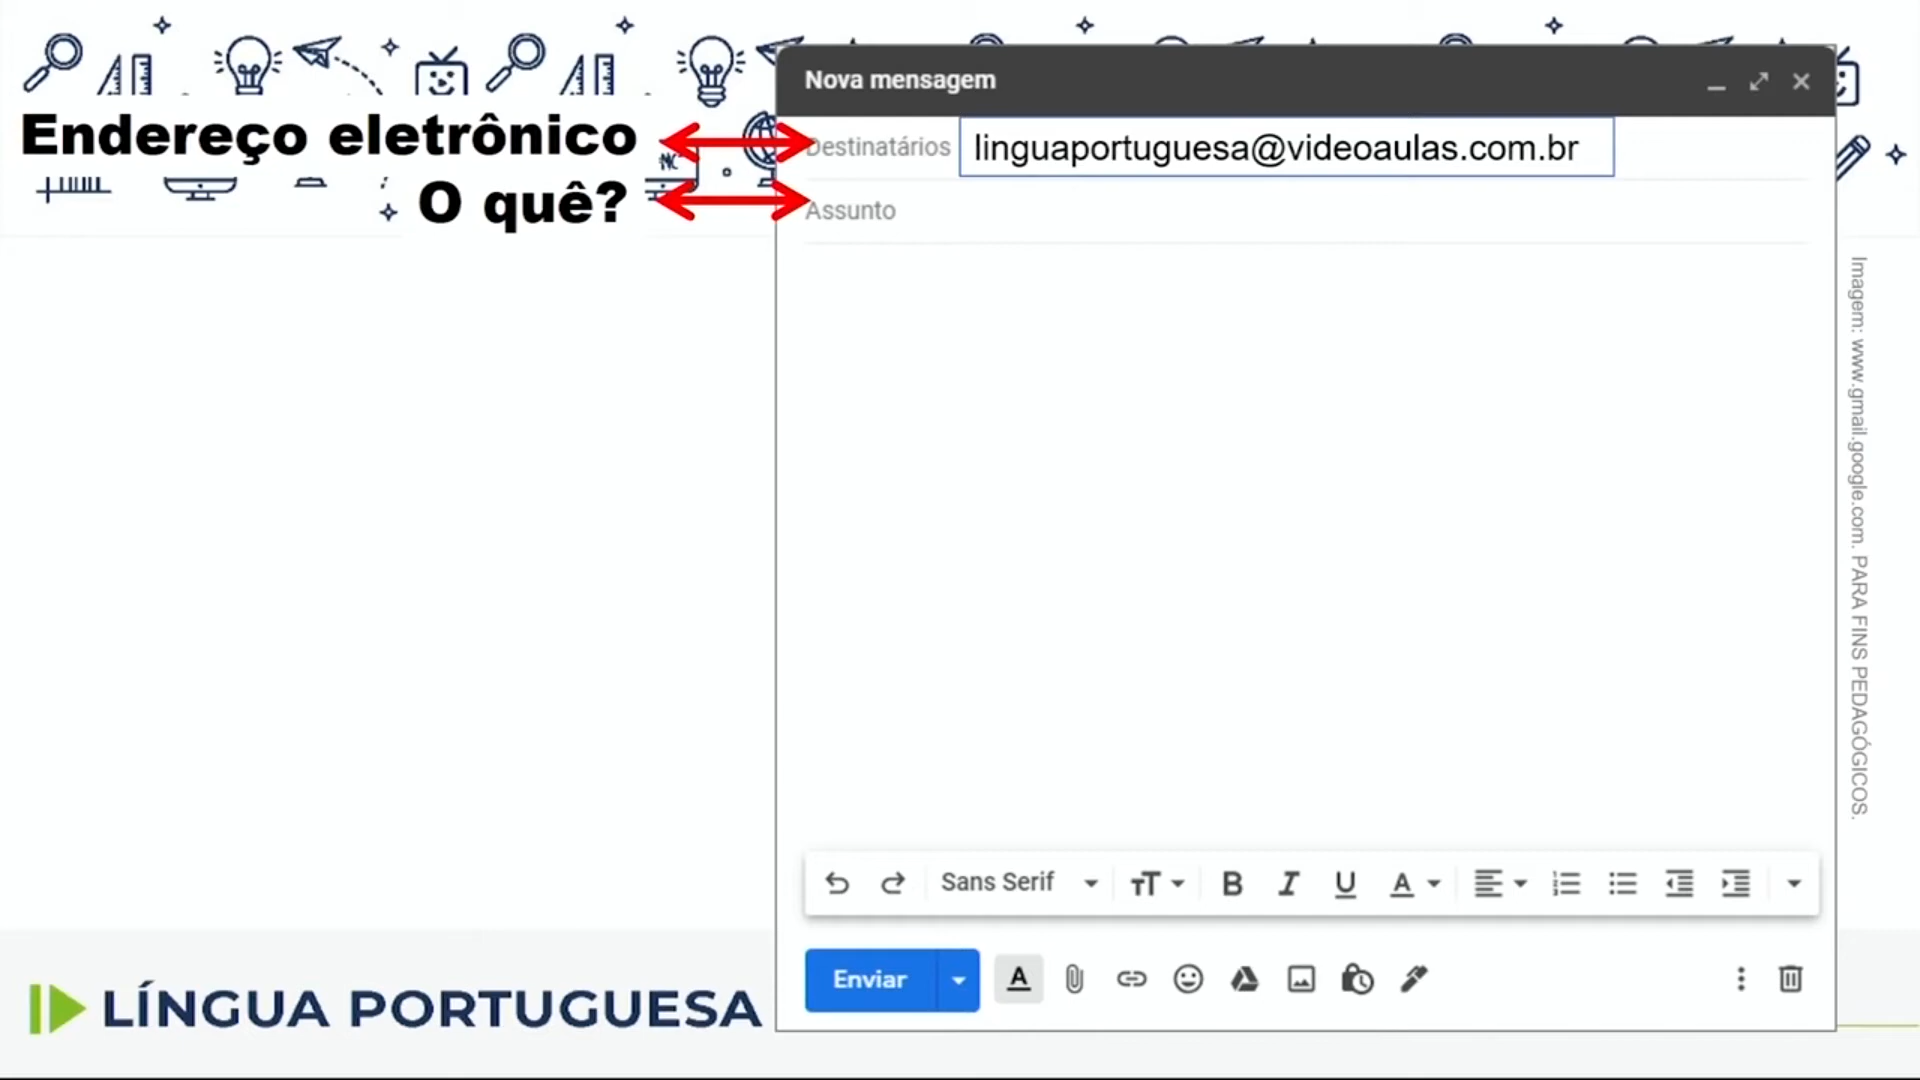 Nova mensagem
Endereço eletrônico
Destinatários linguaportuguesa@videoaulas.com.br
O quê?
Assunto
Imagem: www.gmail.google.com. PARA FINS PEDAGÓGICOS.
Sans Serif
Enviar
LÍNGUA PORTUGUESA